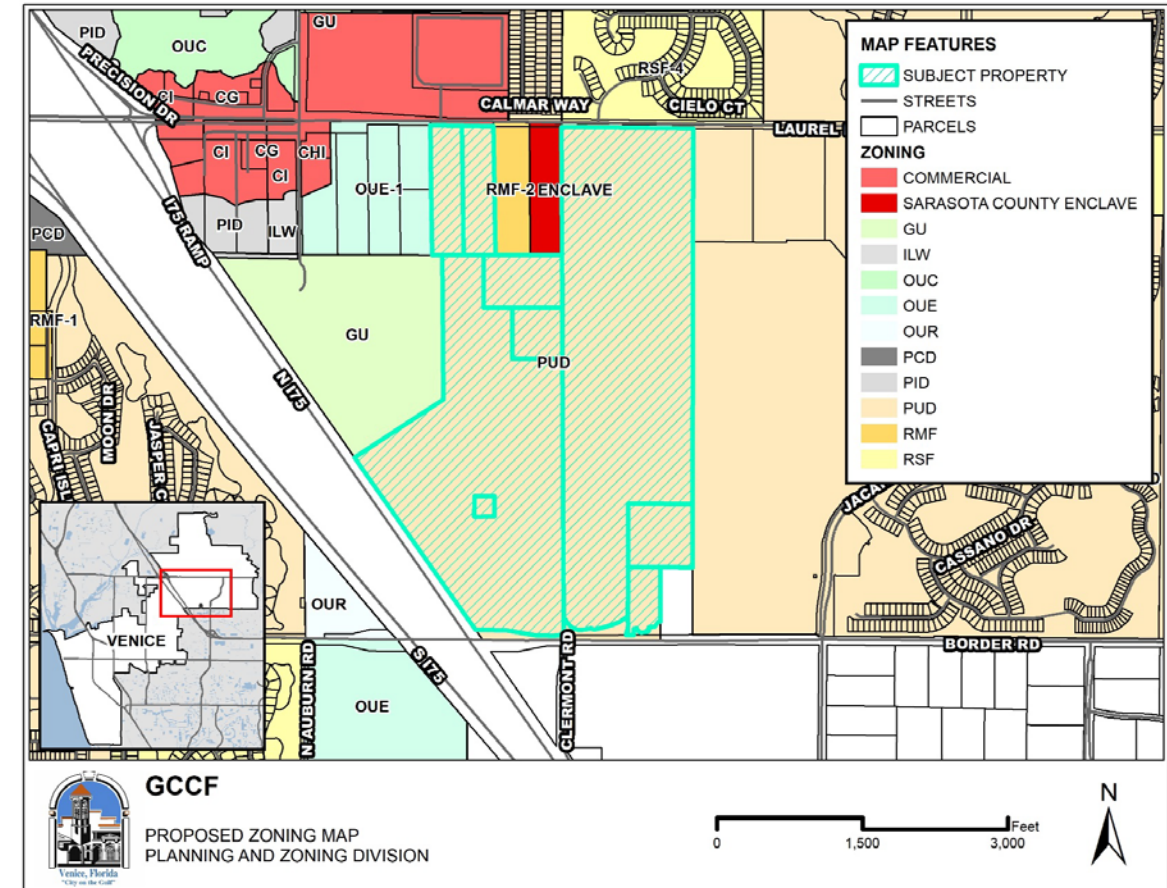 PID
OUC
GU
PRECISION DR
CI
CG
RSF-4
CALMAR WAY
CIELO CT
LAUREL
CI
CG
CHI
CI
OUE-1
RMF-2
ENCLAVE
PID
ILW
I75 RAMP
PCD
RMF-1
GU
PUD
N I75
MOON DR
JASPER C
CAPRI ISL
JACA
CASSANO DR
OUR
BORDER RD
S I75
N AUBURN RD
OUE
CLERMONT RD
VENICE
MAP FEATURES
SUBJECT PROPERTY
STREETS
PARCELS
ZONING
COMMERCIAL
SARASOTA COUNTY ENCLAVE
GU
ILW
OUC
OUE
OUR
PCD
PID
PUD
RMF
RSF
Venice, Florida
"City on the Gulf"
GCCF
PROPOSED ZONING MAP
PLANNING AND ZONING DIVISION
Feet
0 1,500 3,000
N